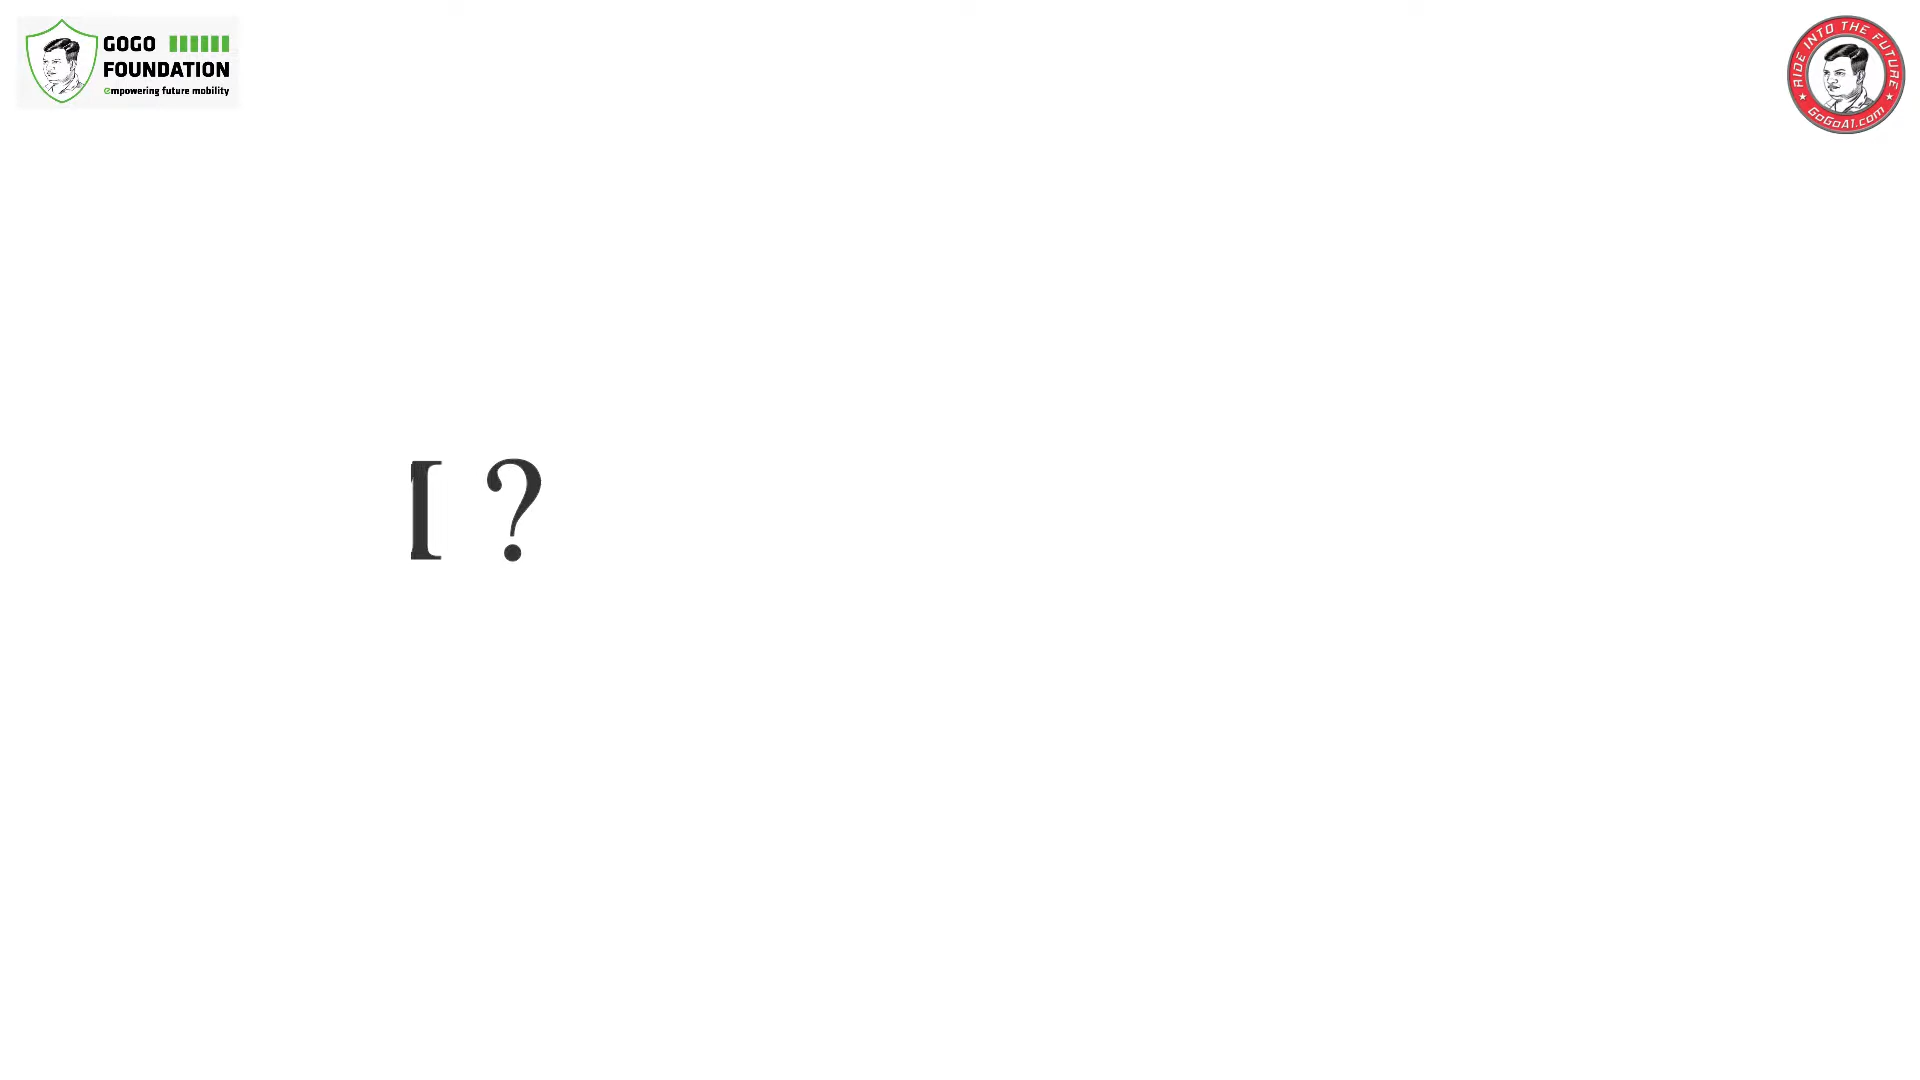 GOGO
FOUNDATION
empowering future mobility
RIDE INTO THE FUTURE
GoGoA1.com
?